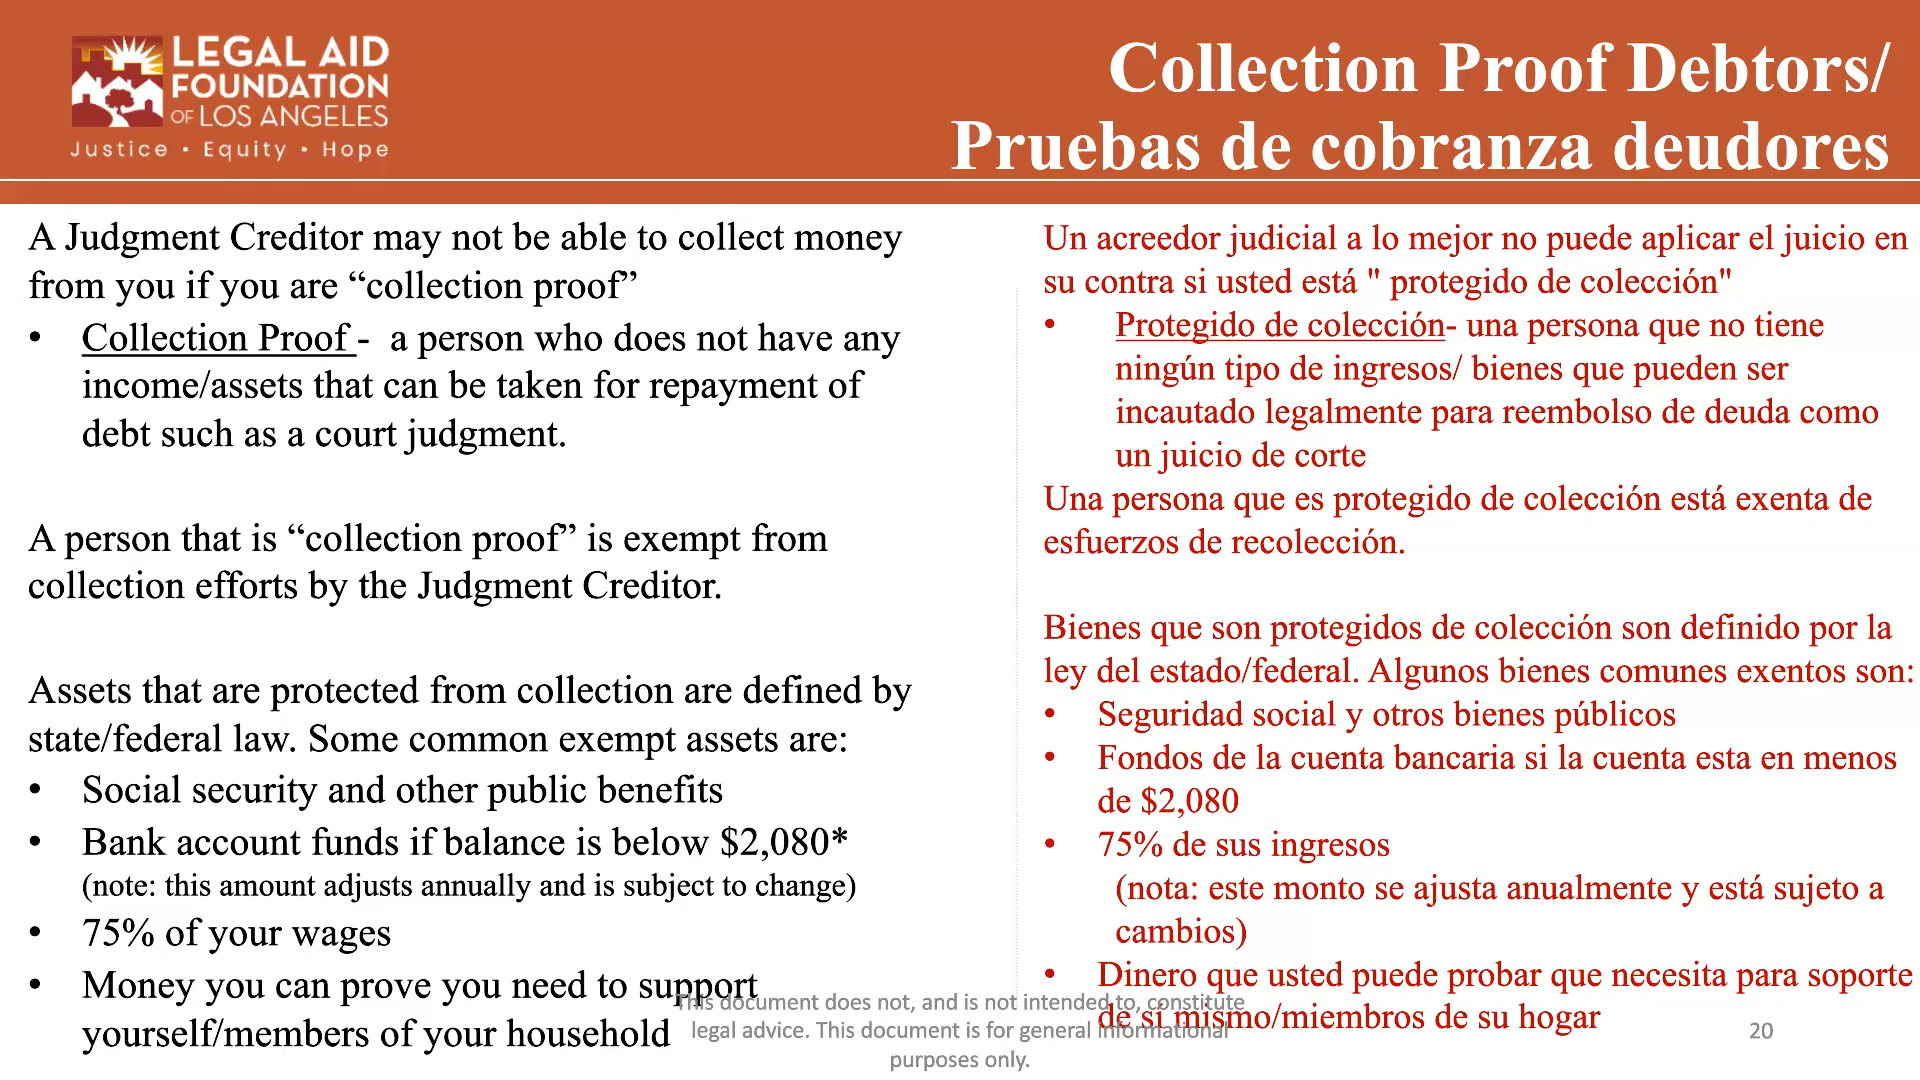 LEGAL AID
FOUNDATION
OF LOS ANGELES
Justice • Equity • Hope
Collection Proof Debtors/
Pruebas de cobranza deudores
A Judgment Creditor may not be able to collect money
from you if you are “collection proof”
• Collection Proof - a person who does not have any
income/assets that can be taken for repayment of
debt such as a court judgment.
A person that is “collection proof” is exempt from
collection efforts by the Judgment Creditor.
Assets that are protected from collection are defined by
state/federal law. Some common exempt assets are:
• Social security and other public benefits
• Bank account funds if balance is below $2,080*
(note: this amount adjusts annually and is subject to change)
• 75% of your wages
• Money you can prove you need to support
yourself/members of your household
Un acreedor judicial a lo mejor no puede aplicar el juicio en
su contra si usted está " protegido de colección"
• Protegido de colección- una persona que no tiene
ningún tipo de ingresos/ bienes que pueden ser
incautado legalmente para reembolso de deuda como
un juicio de corte
Una persona que es protegido de colección está exenta de
esfuerzos de recolección.
Bienes que son protegidos de colección son definido por la
ley del estado/federal. Algunos bienes comunes exentos son:
• Seguridad social y otros bienes públicos
• Fondos de la cuenta bancaria si la cuenta esta en menos
de $2,080
• 75% de sus ingresos
(nota: este monto se ajusta anualmente y está sujeto a
cambios)
• Dinero que usted puede probar que necesita para soporte
de sí mismo/miembros de su hogar
This document does not, and is not intended to, constitute
legal advice. This document is for general informational
purposes only.
20